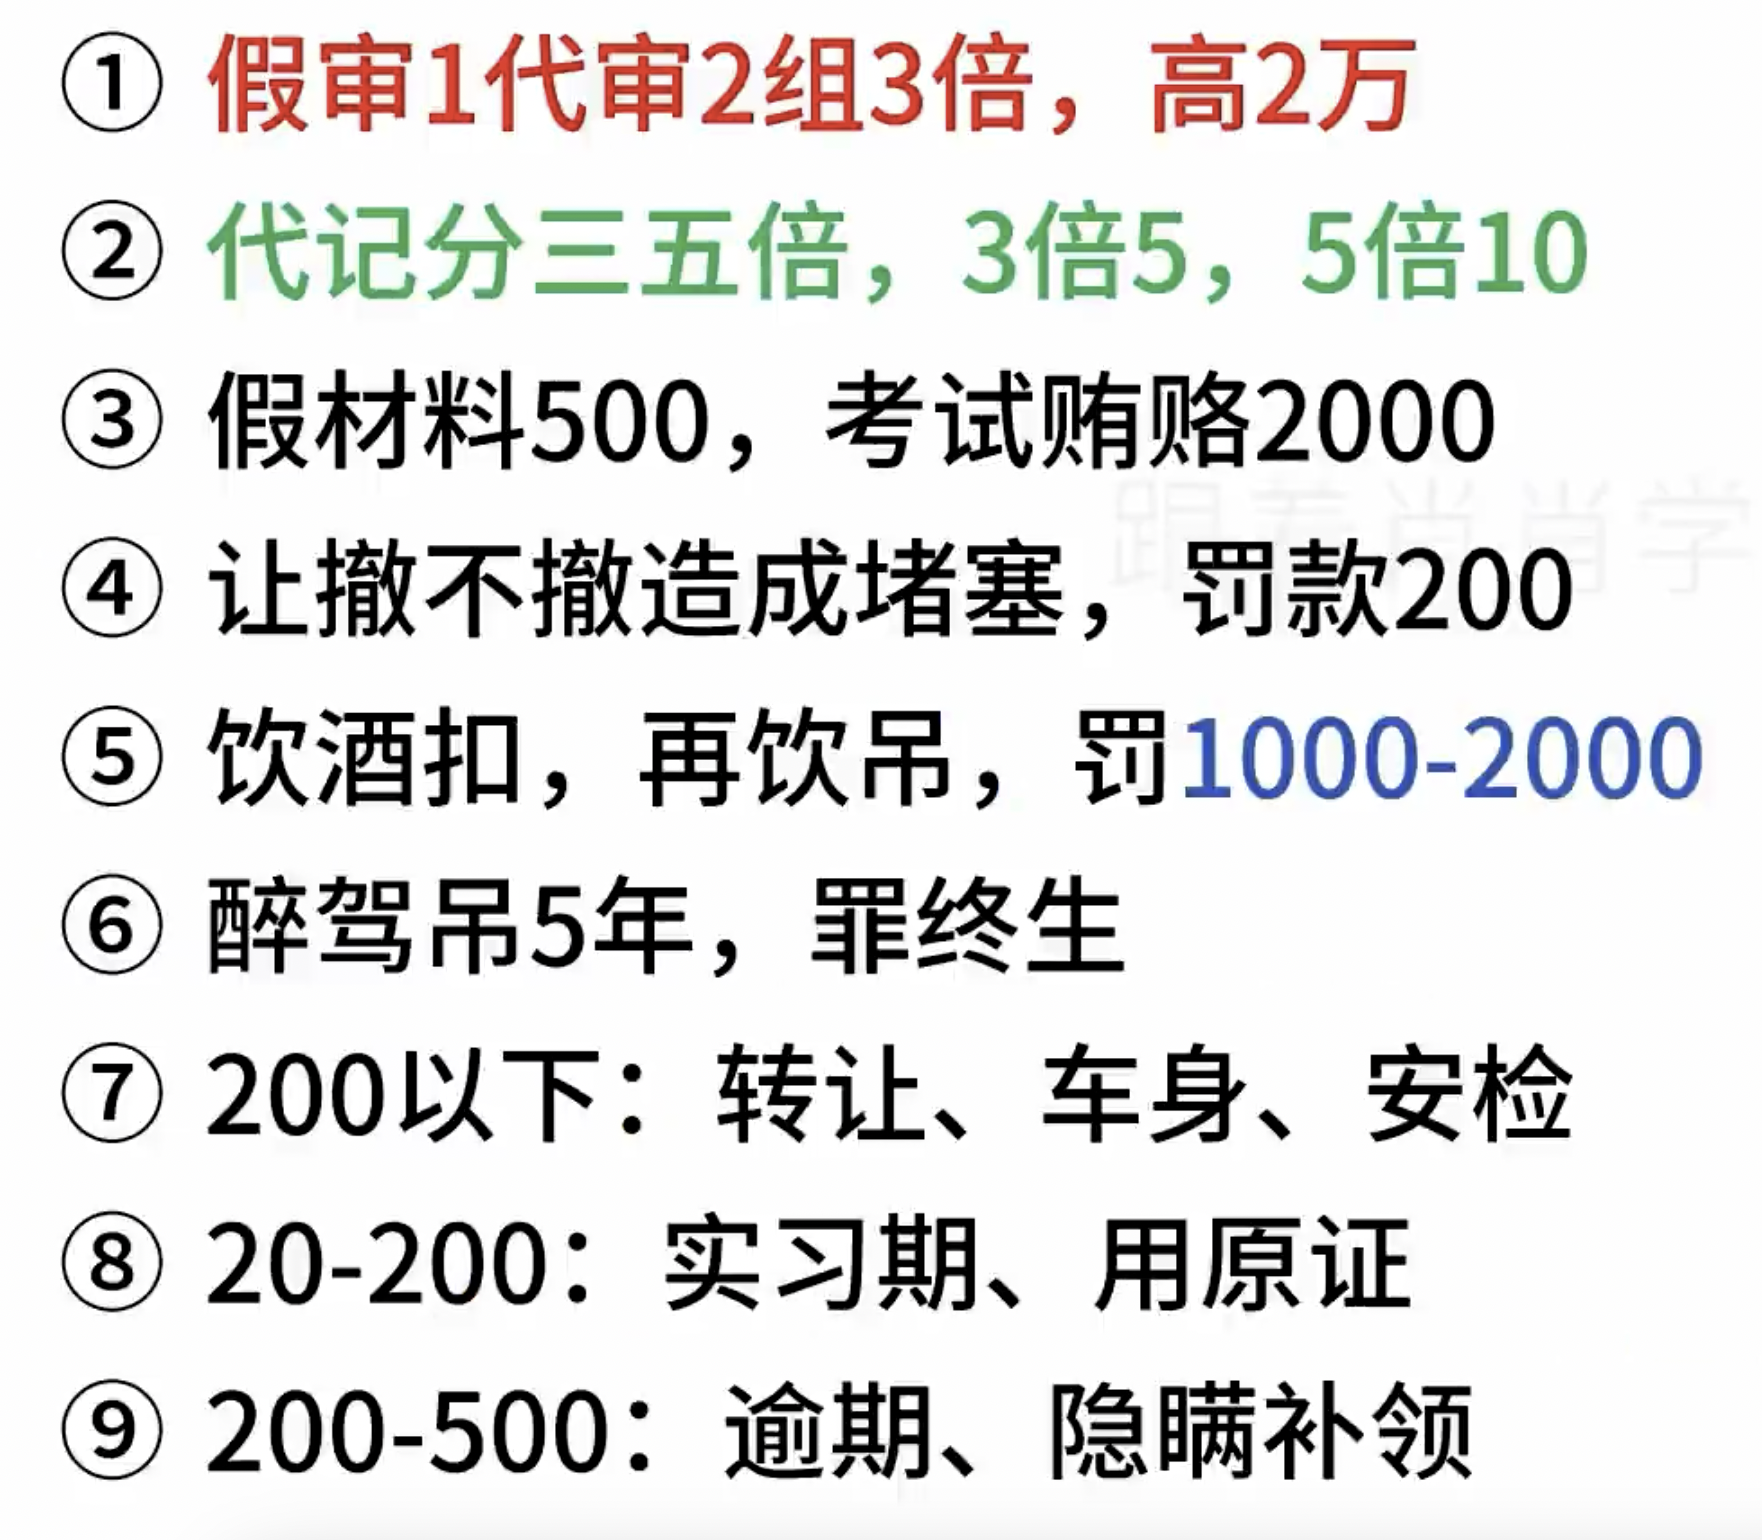 ① 假审1代审2组3倍，高2万
② 代记分三五倍，3倍5，5倍10
③ 假材料500，考试贿赂2000
跟着肖肖学
④ 让撤不撤造成堵塞，罚款200
⑤ 饮酒扣，再饮吊，罚1000-2000
⑥ 醉驾吊5年，罪终生
⑦ 200以下：转让、车身、安检
⑧ 20-200：实习期、用原证
⑨ 200-500：逾期、隐瞒补领